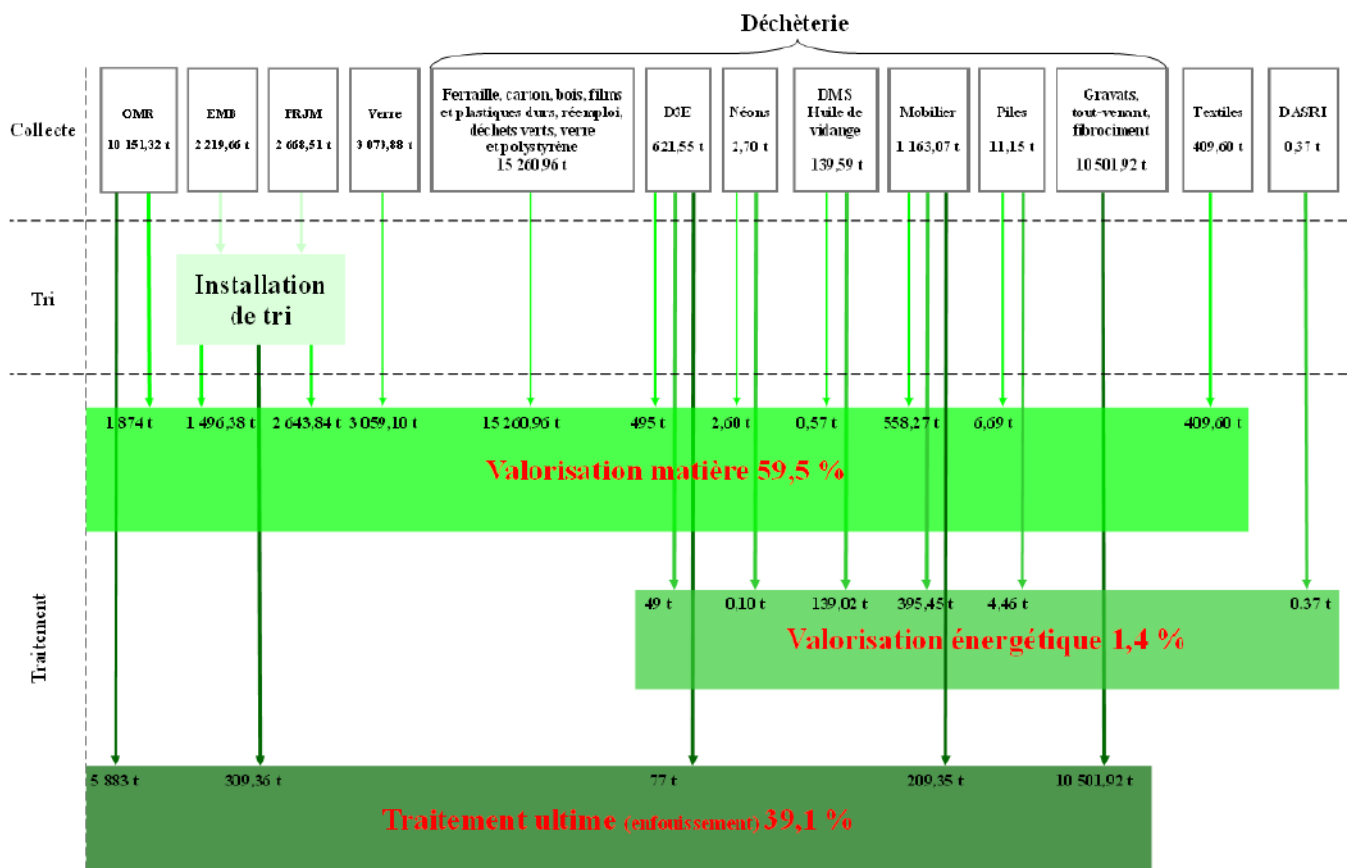 Déchèterie
Collecte
OMR
10 151,32 t
EMB
2 219,66 t
PRJM
2 668,51 t
Verre
3 073,88 t
Ferraille, carton, bois, films
et plastiques durs, réemploi,
déchets verts, verre
et polystyrène
15 260,96 t
D3E
621,55 t
Néons
2,70 t
DMS
Huile de
vidange
139,59 t
Mobilier
1 163,07 t
Piles
11,15 t
Gravats,
tout-venant,
fibrociment
10 501,92 t
Textiles
409,60 t
DASRI
0,37 t
Tri
Installation
de tri
Traitement
1 874 t
1 496,38 t
2 643,84 t
3 059,10 t
15 260,96 t
495 t
2,60 t
0,57 t
558,27 t
6,69 t
409,60 t
Valorisation matière 59,5 %
49 t
0,10 t
139,02 t
395,45 t
4,46 t
0.37 t
Valorisation énergétique 1,4 %
5 883 t
309,36 t
77 t
209,35 t
10 501,92 t
Traitement ultime (enfouissement) 39,1 %